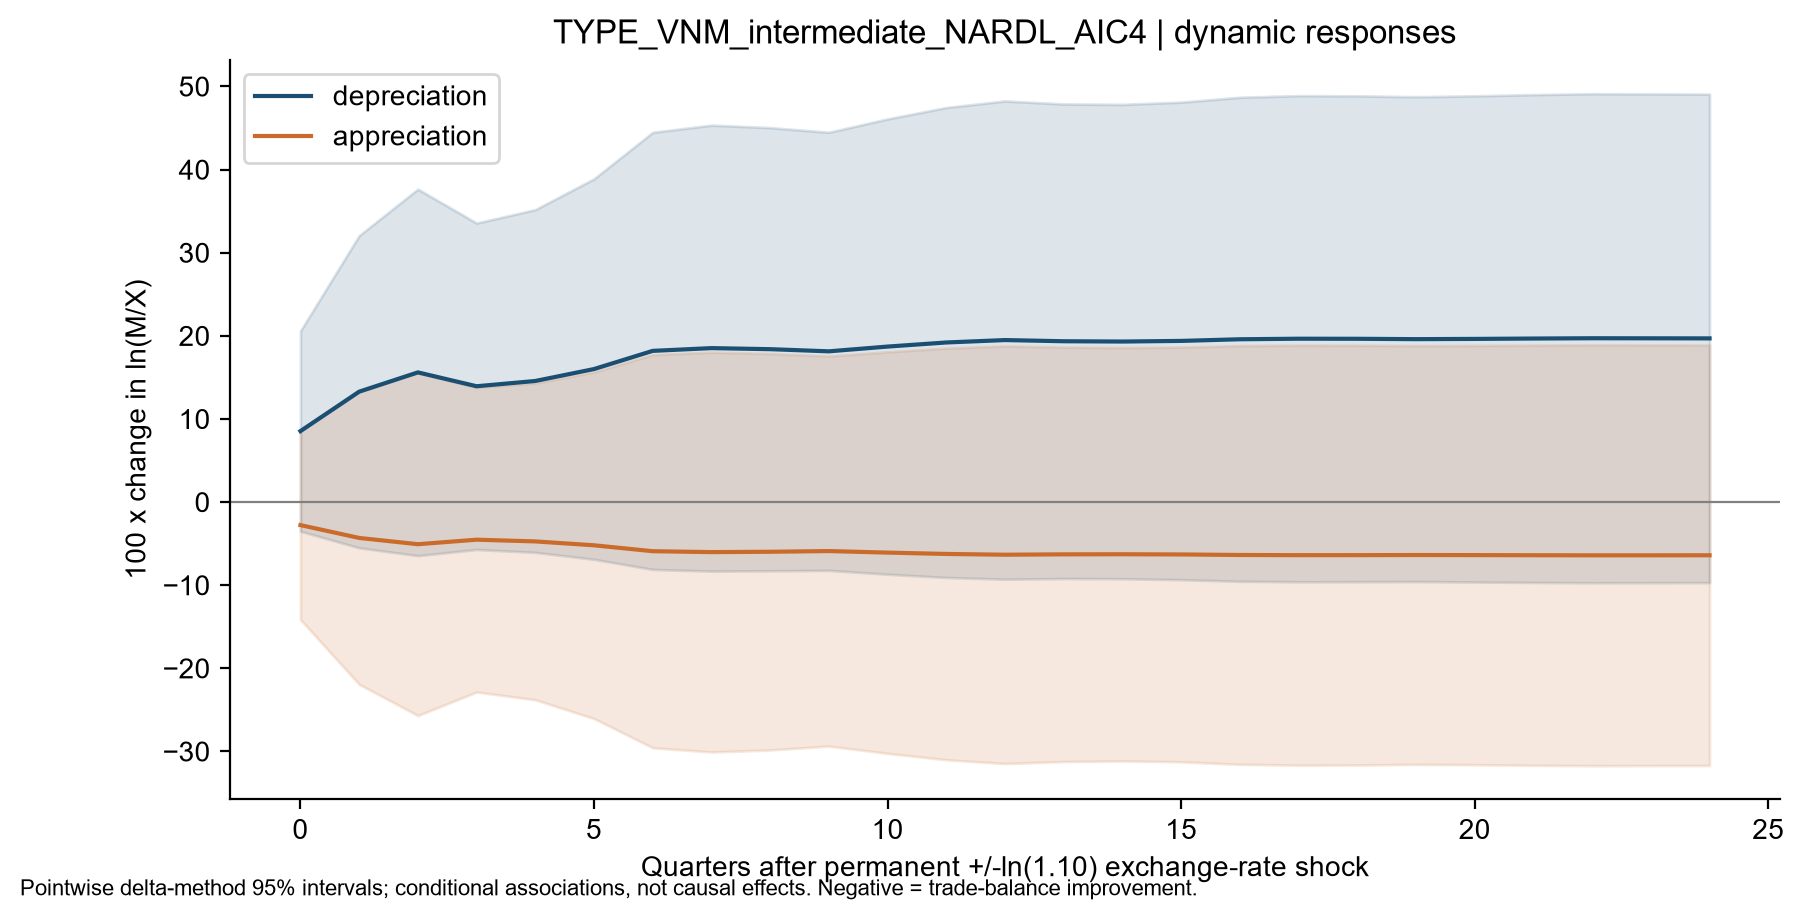 TYPE_VNM_intermediate_NARDL_AIC4 | dynamic responses
depreciation
appreciation
100 x change in ln(M/X)
50
40
30
20
10
0
−10
−20
−30
0 5 10 15 20 25
Quarters after permanent +/-ln(1.10) exchange-rate shock
Pointwise delta-method 95% intervals; conditional associations, not causal effects. Negative = trade-balance improvement.